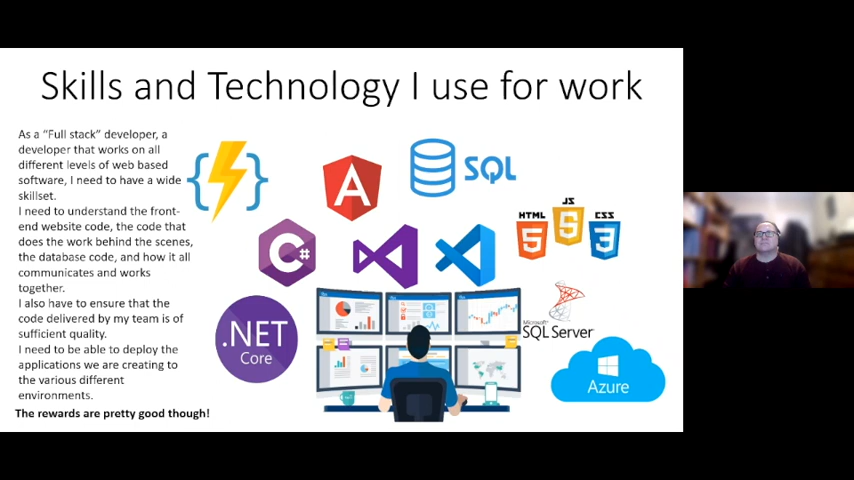 Skills and Technology I use for work
As a "Full stack" developer, a
developer that works on all
different levels of web based
software, I need to have a wide
skillset.
I need to understand the front-
end website code, the code that
does the work behind the scenes,
the database code, and how it all
communicates and works
together.
I also have to ensure that the
code delivered by my team is of
sufficient quality.
I need to be able to deploy the
applications we are creating to
the various different
environments.
The rewards are pretty good though!
A
SQL
C#
HTML
5
JS
5
CSS
3
.NET
Core
Microsoft
SQL Server
Azure